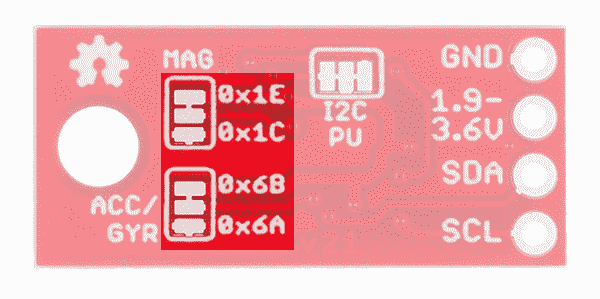 MAG
0x1E
0x1C
I2C
PU
GND
1.9-
3.6V
SDA
SCL
0x6B
0x6A
ACC/
GYR